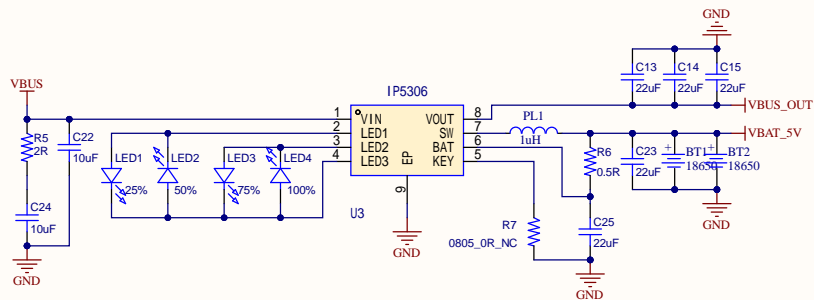 GND
C13
C14
C15
22uF
22uF
22uF
VBUS
IP5306
VBUS_OUT
1
VIN
VOUT
8
2
LED1
SW
7
3
LED2
BAT
6
4
LED3
KEY
5
EP
9
U3
PL1
1uH
VBAT_5V
R5
2R
C22
10uF
C24
10uF
GND
LED1
LED2
LED3
LED4
25%
50%
75%
100%
GND
R6
0.5R
C23
22uF
BT1
18650
BT2
18650
GND
R7
0805_0R_NC
C25
22uF
GND